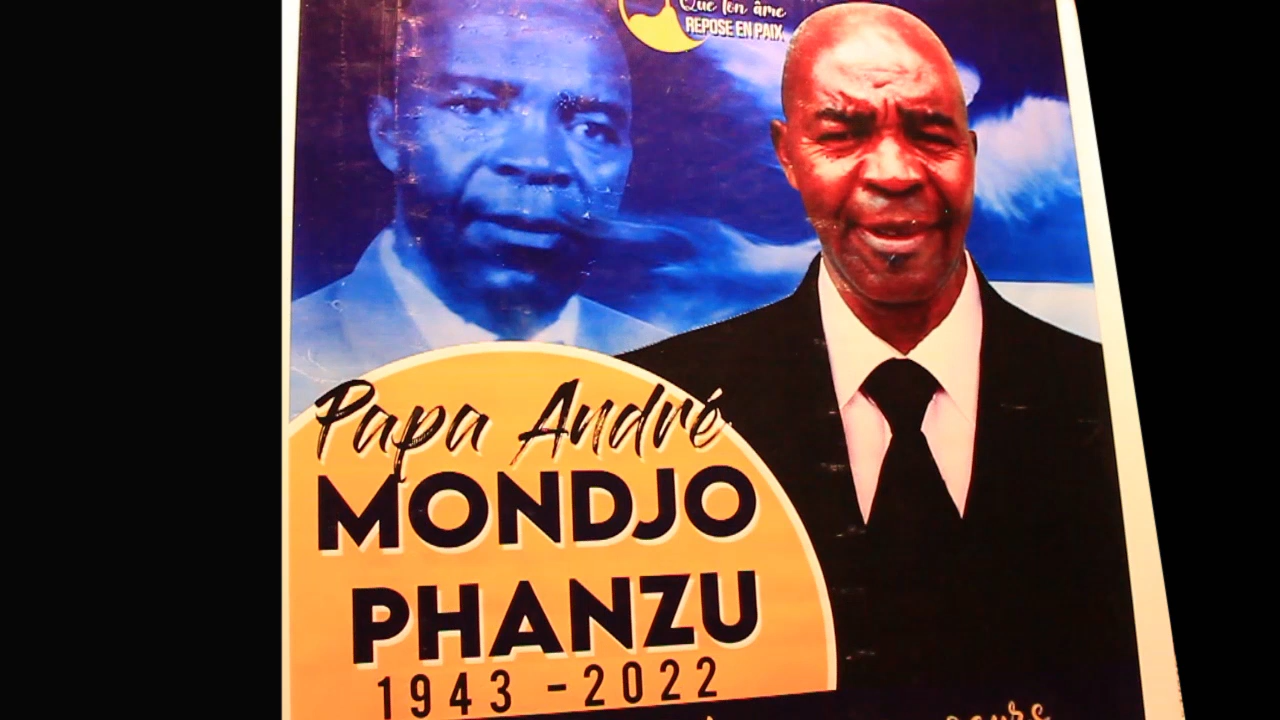 Que ton âme
REPOSE EN PAIX.
Papa André
MONDJO
PHANZU
1943 - 2022